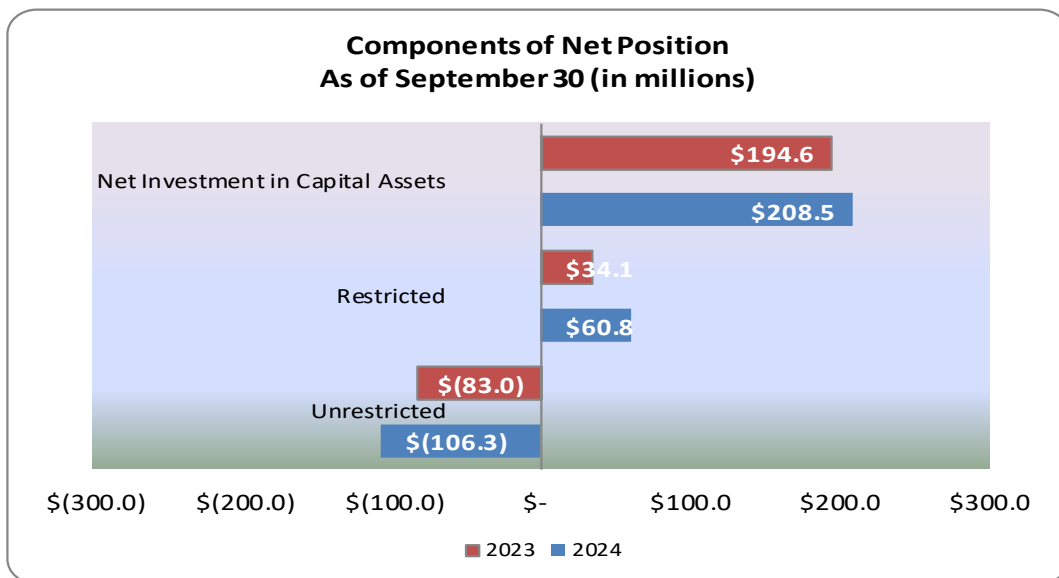 Components of Net Position
As of September 30 (in millions)
$194.6
Net Investment in Capital Assets
$208.5
$34.1
Restricted
$60.8
$(83.0)
Unrestricted
$(106.3)
$(300.0) $(200.0) $(100.0) $- $100.0 $200.0 $300.0
2023 2024